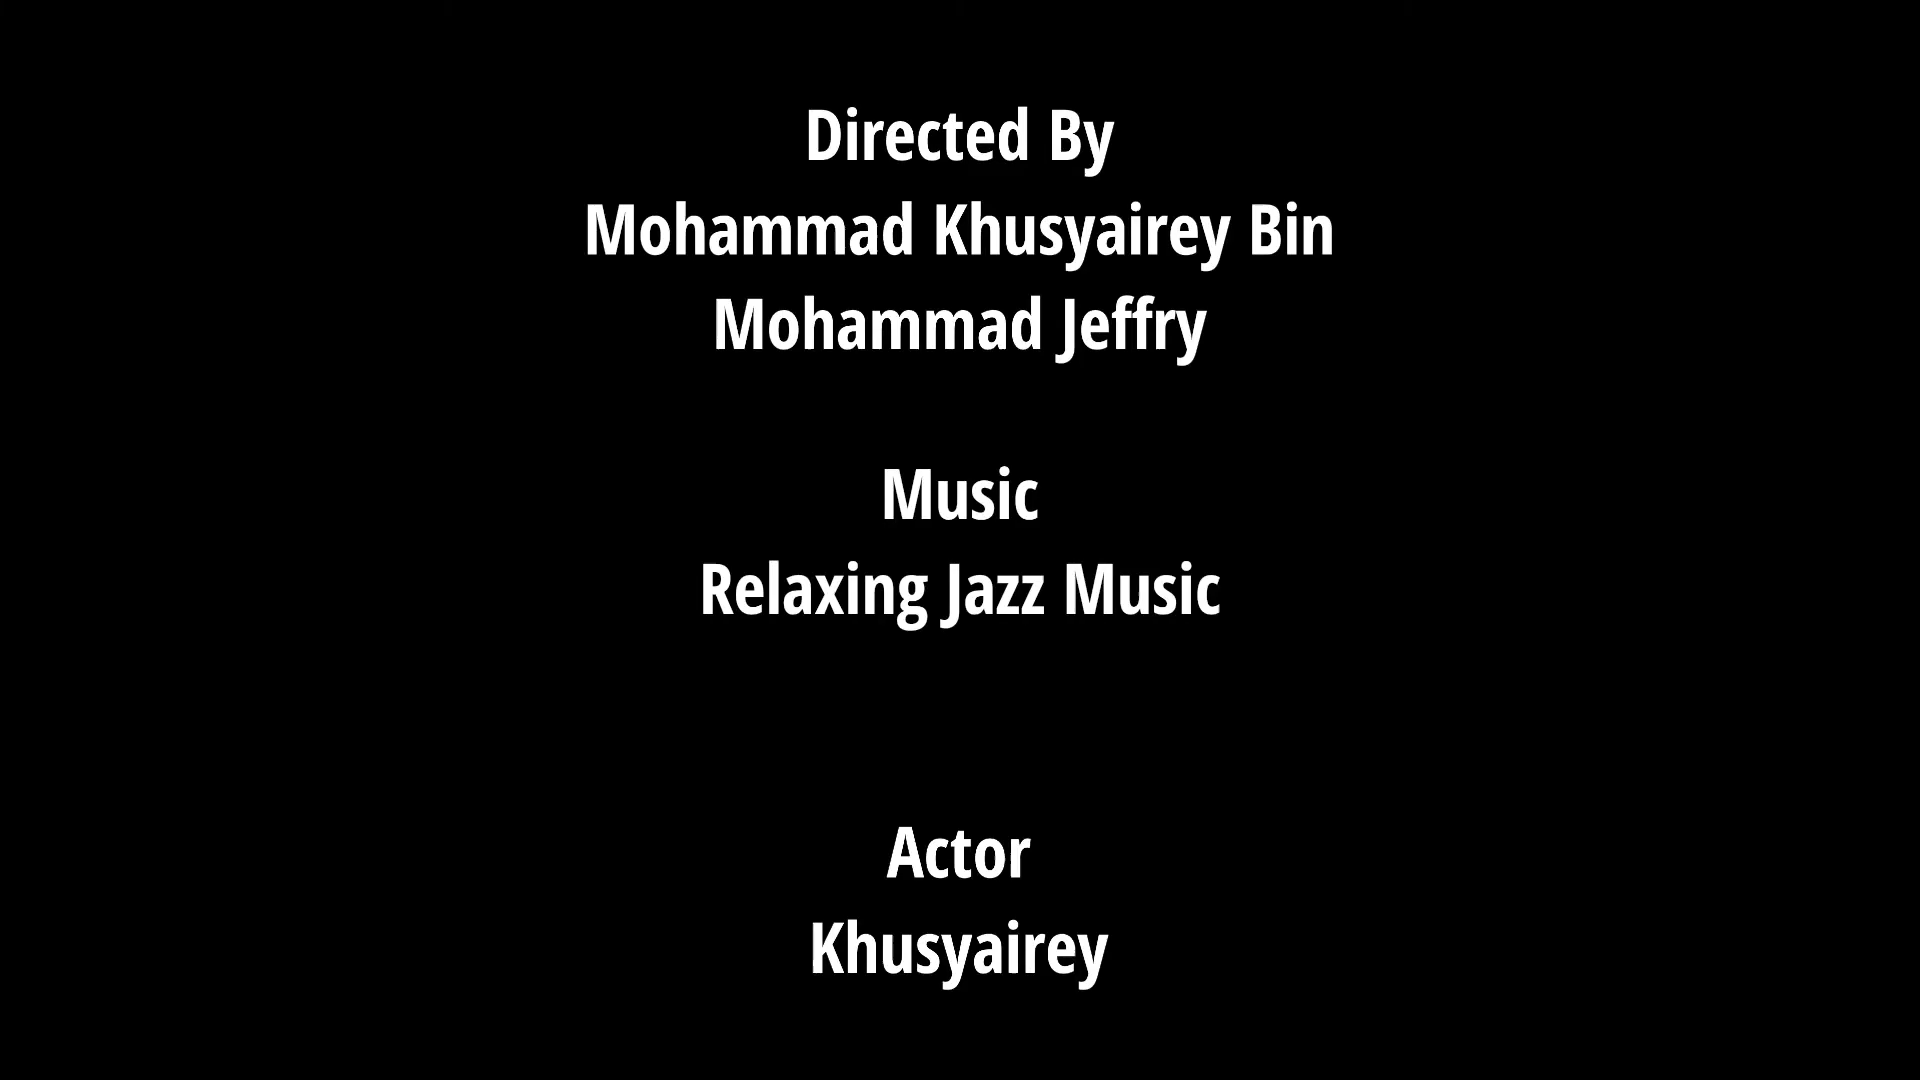 Directed By
Mohammad Khusyairey Bin
Mohammad Jeffry
Music
Relaxing Jazz Music
Actor
Khusyairey